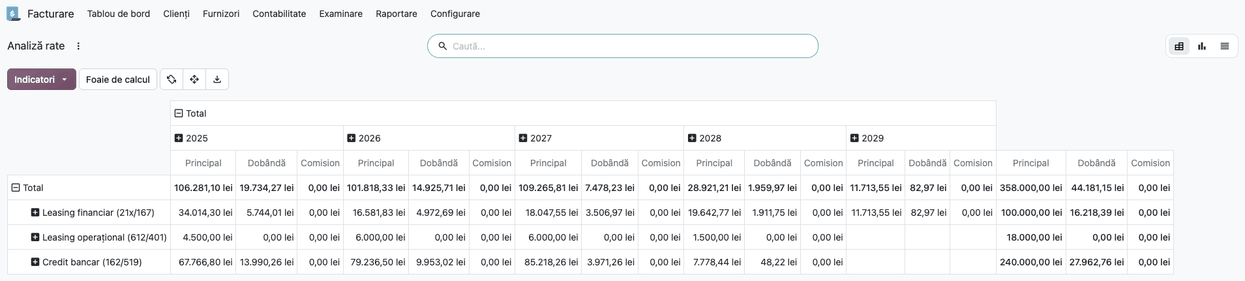 Facturare Tablou de bord Clienți Furnizori Contabilitate Examinare Raportare Configurare
Analiză rate Caută...
Indicatori Foaie de calcul
Total
2025 2026 2027 2028 2029
Principal Dobândă Comision Principal Dobândă Comision Principal Dobândă Comision Principal Dobândă Comision Principal Dobândă Comision Principal Dobândă Comision
Total 106.281,10 lei 19.734,27 lei 0,00 lei 101.818,33 lei 14.925,71 lei 0,00 lei 109.265,81 lei 7.478,23 lei 0,00 lei 28.921,21 lei 1.959,97 lei 0,00 lei 11.713,55 lei 82,97 lei 0,00 lei 358.000,00 lei 44.181,15 lei 0,00 lei
Leasing financiar (21x/167) 34.014,30 lei 5.744,01 lei 0,00 lei 16.581,83 lei 4.972,69 lei 0,00 lei 18.047,55 lei 3.506,97 lei 0,00 lei 19.642,77 lei 1.911,75 lei 0,00 lei 11.713,55 lei 82,97 lei 0,00 lei 100.000,00 lei 16.218,39 lei 0,00 lei
Leasing operațional (612/401) 4.500,00 lei 0,00 lei 0,00 lei 6.000,00 lei 0,00 lei 0,00 lei 6.000,00 lei 0,00 lei 0,00 lei 1.500,00 lei 0,00 lei 0,00 lei 18.000,00 lei 0,00 lei 0,00 lei
Credit bancar (162/519) 67.766,80 lei 13.990,26 lei 0,00 lei 79.236,50 lei 9.953,02 lei 0,00 lei 85.218,26 lei 3.971,26 lei 0,00 lei 7.778,44 lei 48,22 lei 0,00 lei 240.000,00 lei 27.962,76 lei 0,00 lei